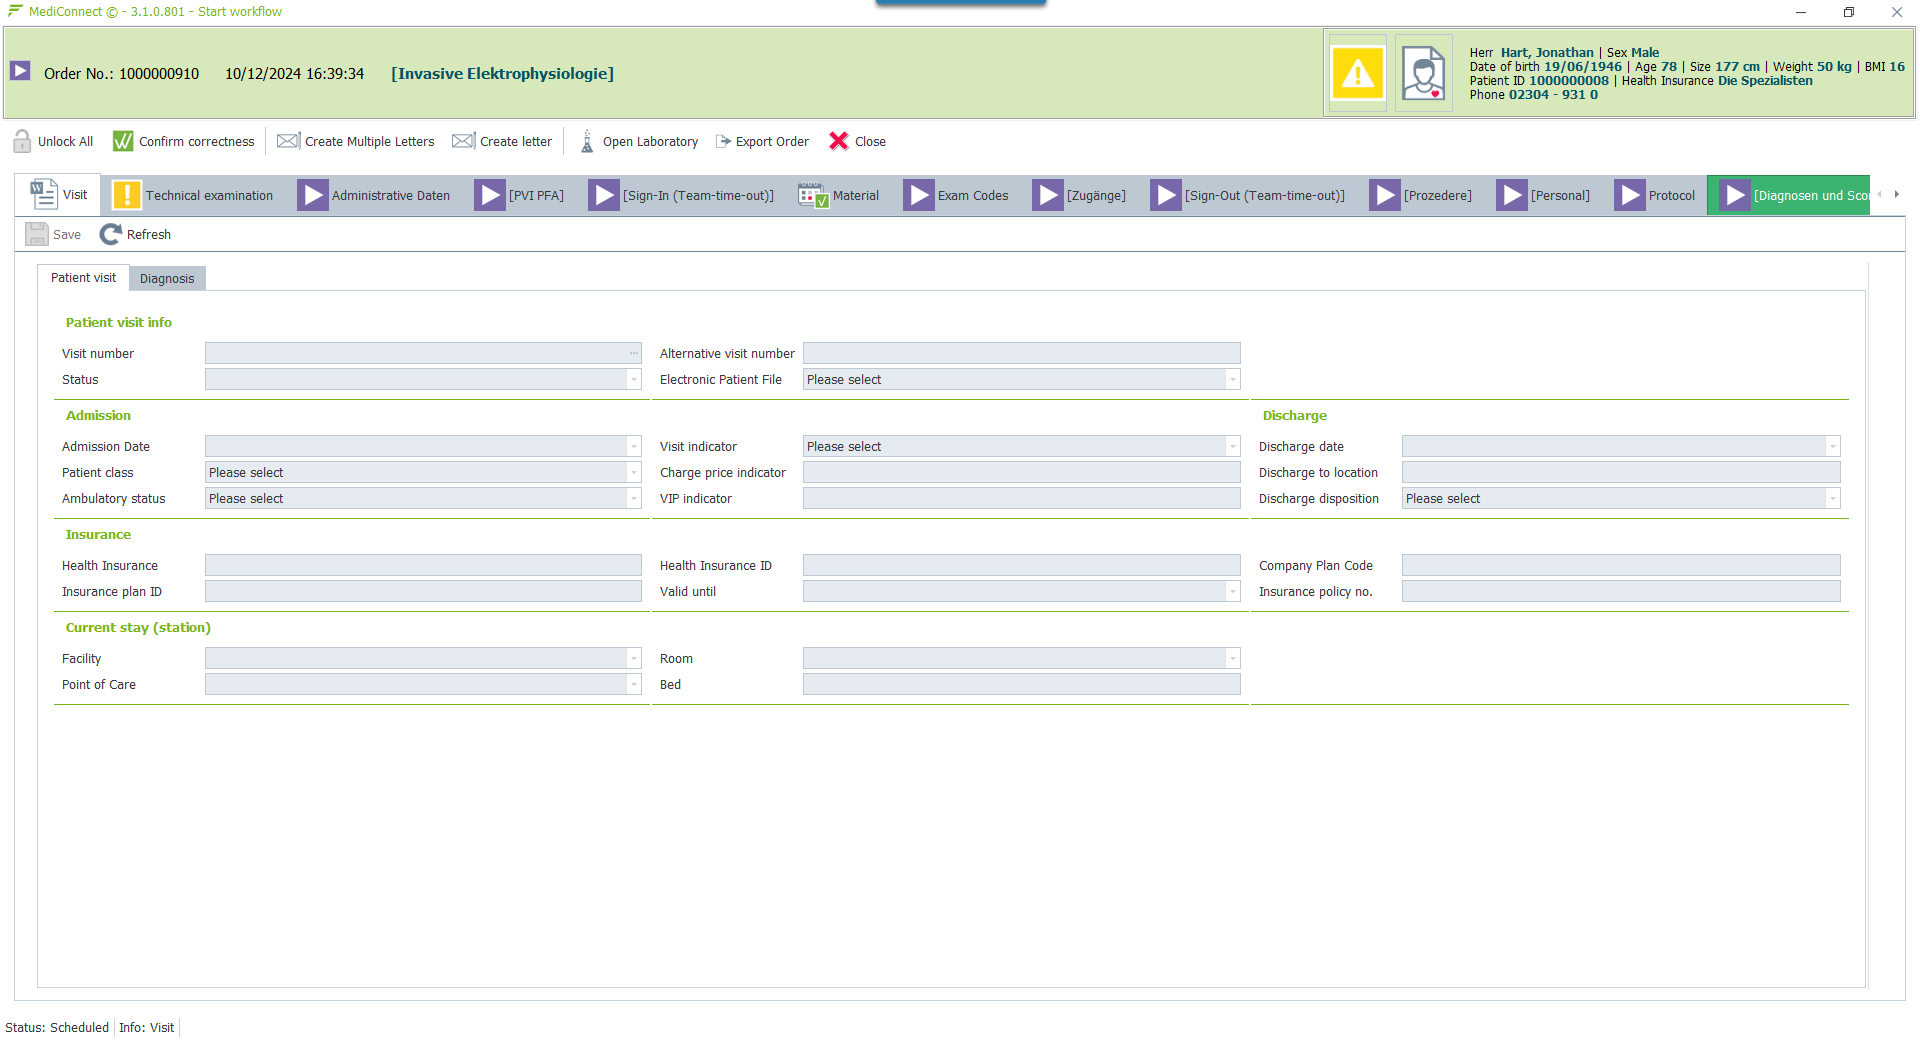 MediConnect © - 3.1.0.801 - Start workflow
Order No.: 1000000910 10/12/2024 16:39:34 [Invasive Elektrophysiologie]
Herr Hart, Jonathan | Sex Male
Date of birth 19/06/1946 | Age 78 | Size 177 cm | Weight 50 kg | BMI 16
Patient ID 1000000008 | Health Insurance Die Spezialisten
Phone 02304 - 931 0
Unlock All Confirm correctness Create Multiple Letters Create letter Open Laboratory Export Order Close
Visit Technical examination Administrative Daten [PVI PFA] [Sign-In (Team-time-out)] Material Exam Codes [Zugänge] [Sign-Out (Team-time-out)] [Prozedere] [Personal] Protocol [Diagnosen und Scor
Save Refresh
Patient visit Diagnosis
Patient visit info
Visit number ... Alternative visit number
Status Electronic Patient File Please select
Admission Discharge
Admission Date Visit indicator Please select Discharge date
Patient class Please select Charge price indicator Discharge to location
Ambulatory status Please select VIP indicator Discharge disposition Please select
Insurance
Health Insurance Health Insurance ID Company Plan Code
Insurance plan ID Valid until Insurance policy no.
Current stay (station)
Facility Room
Point of Care Bed
Status: Scheduled Info: Visit